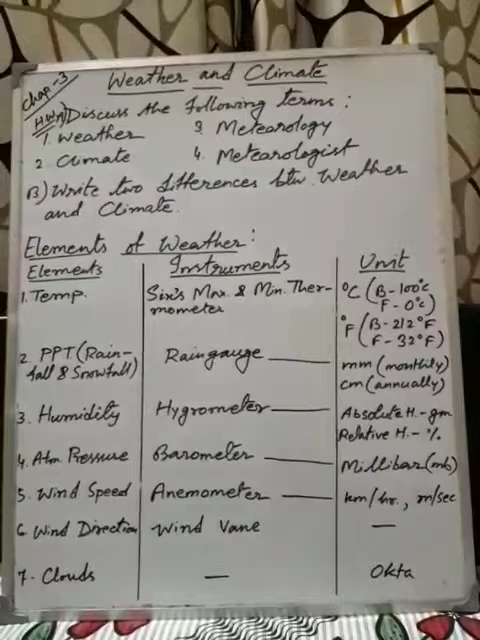 Chap-3
Weather and Climate
HW A) Discuss the following terms:
1. Weather 3. Metearology
2. Climate 4. Metearologist
B) Write two differences btw. Weather
and Climate.
Elements of Weather:
Elements Instruments Unit
1. Temp. Six's Max. & Min. Ther-
mometer
°C (B-100°c
F-0°c)
°F (B-212°F
F-32°F)
2. PPT (Rain-
fall & Snowfall) Raingauge mm (monthly)
cm (annually)
3. Humidity Hygrometer Absolute H.- gm
Relative H.- %
4. Atm Pressure Barometer Millibar (mb)
5. Wind Speed Anemometer km/hr., m/sec
6. Wind Direction Wind Vane —
7. Clouds — Okta